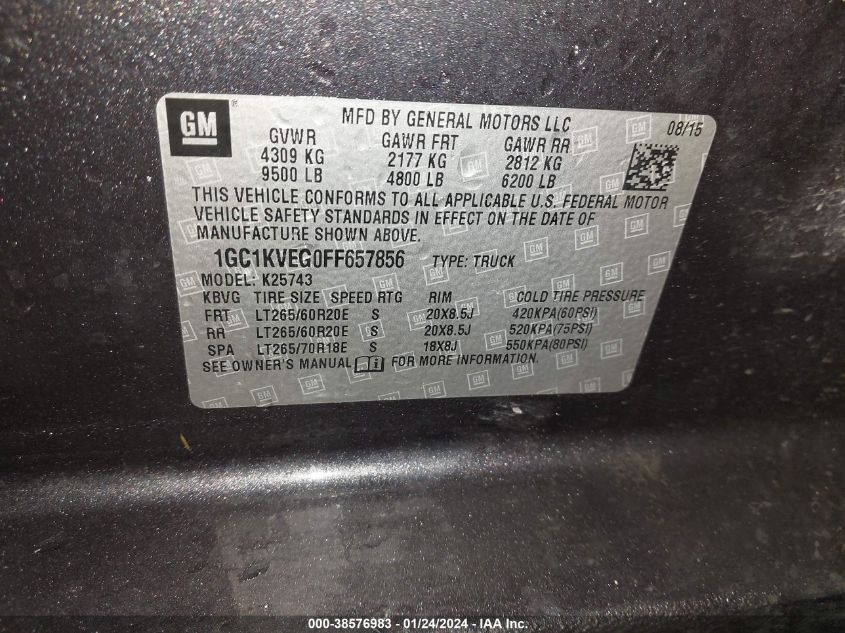 GM ® MFD BY GENERAL MOTORS LLC 08/15
GVWR GAWR FRT GAWR RR
4309 KG 2177 KG 2812 KG
9500 LB 4800 LB 6200 LB
THIS VEHICLE CONFORMS TO ALL APPLICABLE U.S. FEDERAL MOTOR
VEHICLE SAFETY STANDARDS IN EFFECT ON THE DATE OF
MANUFACTURE SHOWN ABOVE.
1GC1KVEG0FF657856 TYPE: TRUCK
MODEL: K25743
KBVG TIRE SIZE SPEED RTG RIM COLD TIRE PRESSURE
FRT LT265/60R20E S 20X8.5J 420KPA(60PSI)
RR LT265/60R20E S 20X8.5J 520KPA(75PSI)
SPA LT265/70R18E S 18X8J 550KPA(80PSI)
SEE OWNER'S MANUAL FOR MORE INFORMATION.
000-38576983 - 01/24/2024 - IAA Inc.